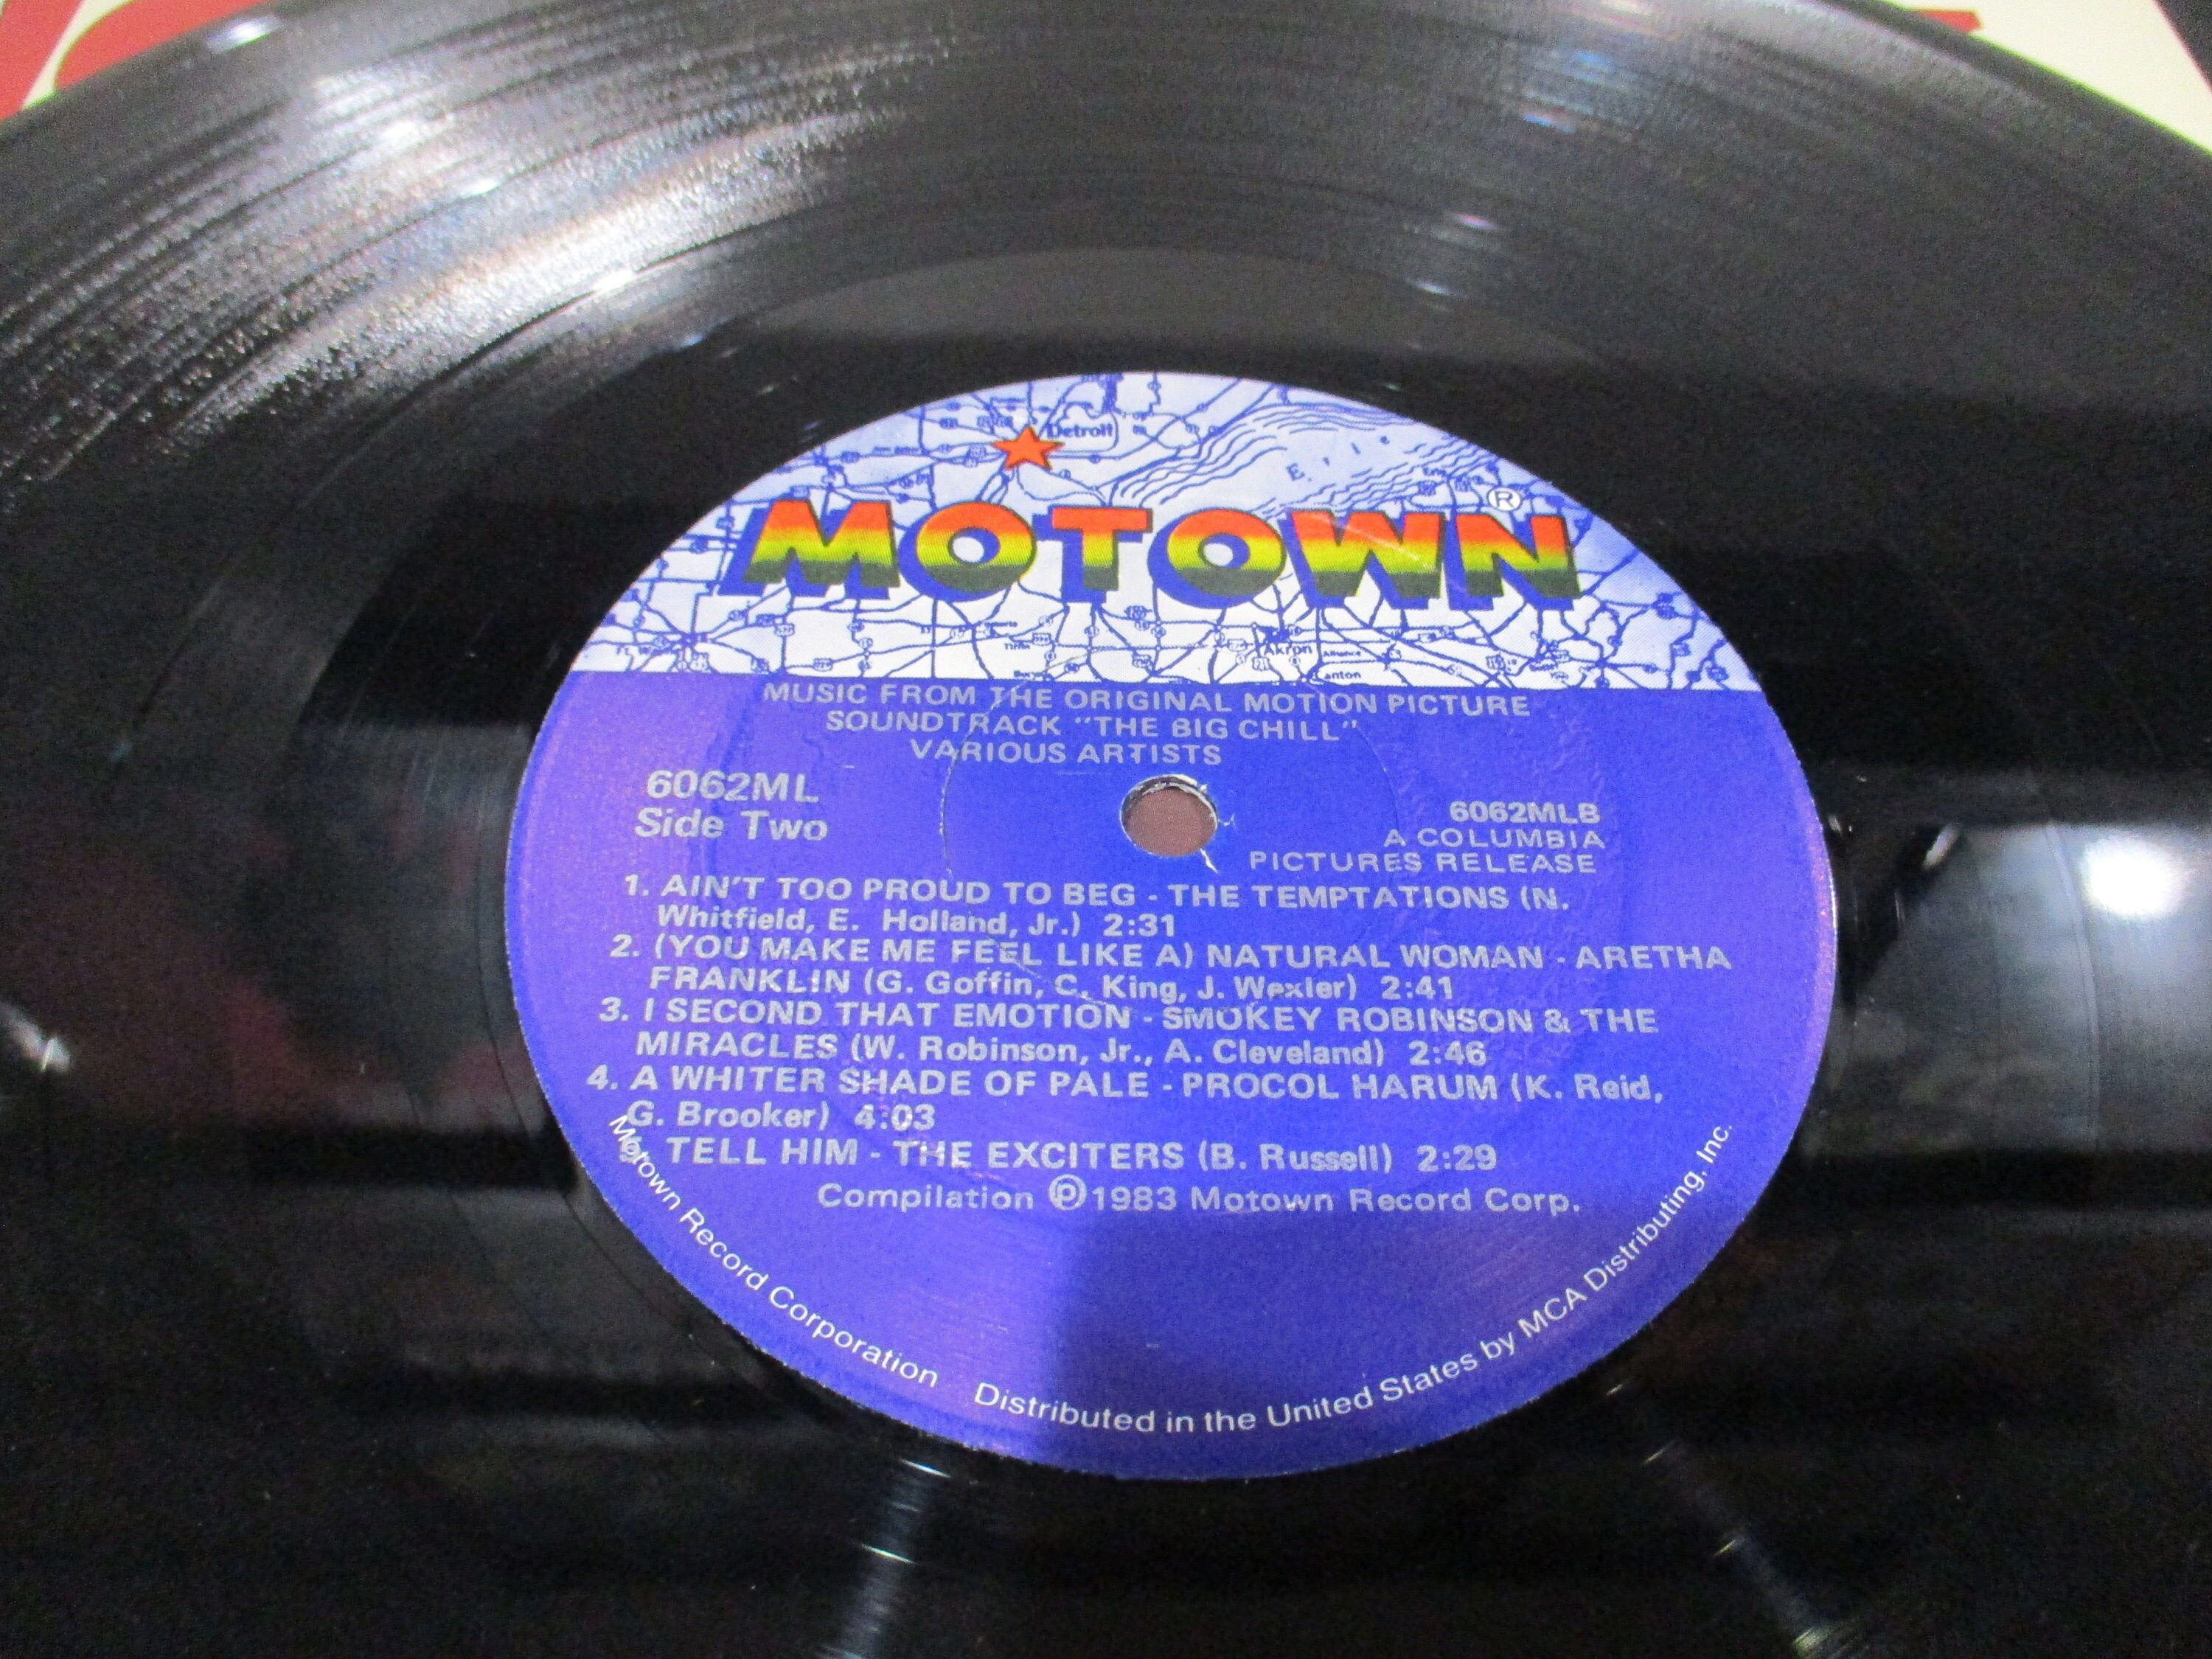 Detroit
E r i e
MOTOWN®
Akron
Canton
MUSIC FROM THE ORIGINAL MOTION PICTURE
SOUNDTRACK "THE BIG CHILL"
VARIOUS ARTISTS
6062ML
Side Two
6062MLB
A COLUMBIA
PICTURES RELEASE
1. AIN'T TOO PROUD TO BEG - THE TEMPTATIONS (N.
Whitfield, E. Holland, Jr.) 2:31
2. (YOU MAKE ME FEEL LIKE A) NATURAL WOMAN - ARETHA
FRANKLIN (G. Goffin, C. King, J. Wexler) 2:41
3. I SECOND THAT EMOTION - SMOKEY ROBINSON & THE
MIRACLES (W. Robinson, Jr., A. Cleveland) 2:46
4. A WHITER SHADE OF PALE - PROCOL HARUM (K. Reid,
G. Brooker) 4:03
5. TELL HIM - THE EXCITERS (B. Russell) 2:29
Compilation ℗1983 Motown Record Corp.
Motown Record Corporation Distributed in the United States by MCA Distributing, Inc.